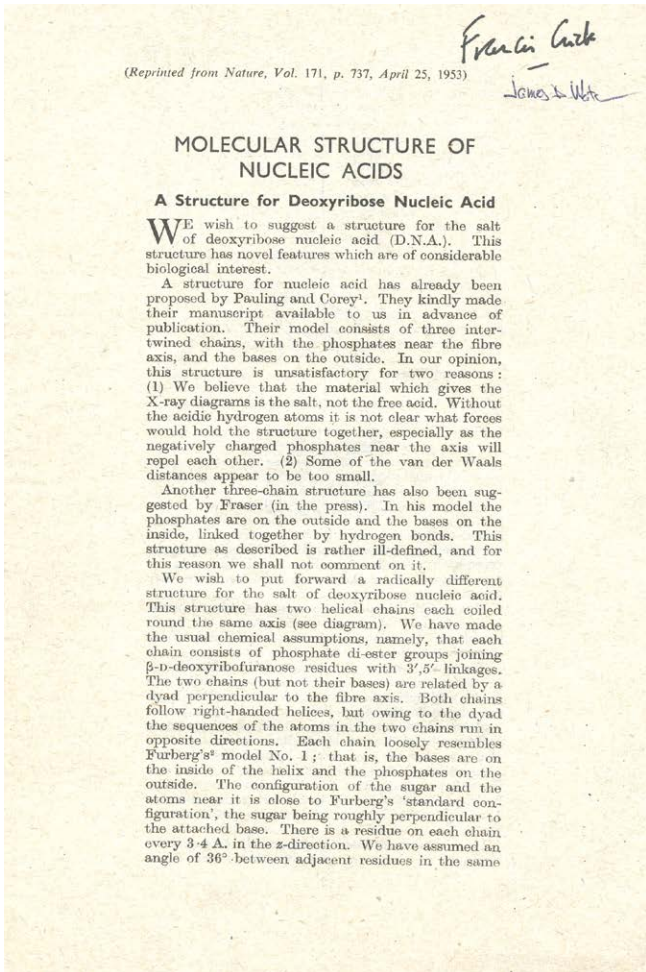 Francis Crick
James D. Wats
(Reprinted from Nature, Vol. 171, p. 737, April 25, 1953)
MOLECULAR STRUCTURE OF
NUCLEIC ACIDS
A Structure for Deoxyribose Nucleic Acid
WE wish to suggest a structure for the salt
of deoxyribose nucleic acid (D.N.A.). This
structure has novel features which are of considerable
biological interest.
A structure for nucleic acid has already been
proposed by Pauling and Corey¹. They kindly made
their manuscript available to us in advance of
publication. Their model consists of three inter-
twined chains, with the phosphates near the fibre
axis, and the bases on the outside. In our opinion,
this structure is unsatisfactory for two reasons :
(1) We believe that the material which gives the
X-ray diagrams is the salt, not the free acid. Without
the acidic hydrogen atoms it is not clear what forces
would hold the structure together, especially as the
negatively charged phosphates near the axis will
repel each other. (2) Some of the van der Waals
distances appear to be too small.
Another three-chain structure has also been sug-
gested by Fraser (in the press). In his model the
phosphates are on the outside and the bases on the
inside, linked together by hydrogen bonds. This
structure as described is rather ill-defined, and for
this reason we shall not comment on it.
We wish to put forward a radically different
structure for the salt of deoxyribose nucleic acid.
This structure has two helical chains each coiled
round the same axis (see diagram). We have made
the usual chemical assumptions, namely, that each
chain consists of phosphate di-ester groups joining
β-D-deoxyribofuranose residues with 3′,5′ linkages.
The two chains (but not their bases) are related by a
dyad perpendicular to the fibre axis. Both chains
follow right-handed helices, but owing to the dyad
the sequences of the atoms in the two chains run in
opposite directions. Each chain loosely resembles
Furberg's² model No. 1 ; that is, the bases are on
the inside of the helix and the phosphates on the
outside. The configuration of the sugar and the
atoms near it is close to Furberg's 'standard con-
figuration', the sugar being roughly perpendicular to
the attached base. There is a residue on each chain
every 3·4 A. in the z-direction. We have assumed an
angle of 36° between adjacent residues in the same